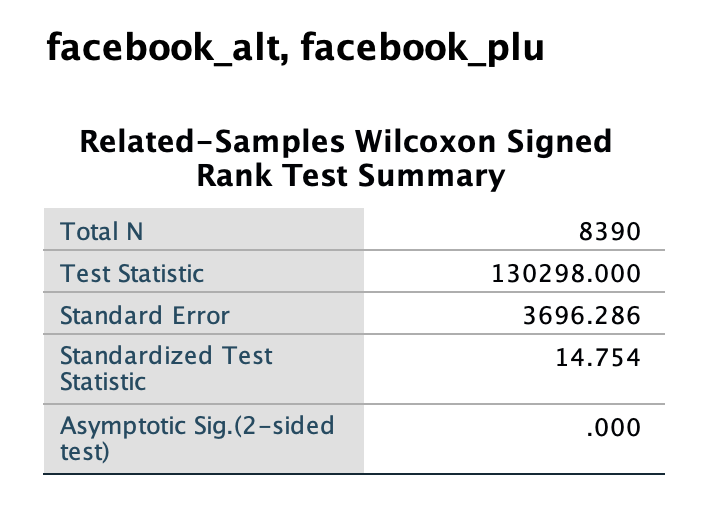 facebook_alt, facebook_plu
Related–Samples Wilcoxon Signed
Rank Test Summary
Total N 8390
Test Statistic 130298.000
Standard Error 3696.286
Standardized Test
Statistic 14.754
Asymptotic Sig.(2–sided
test) .000